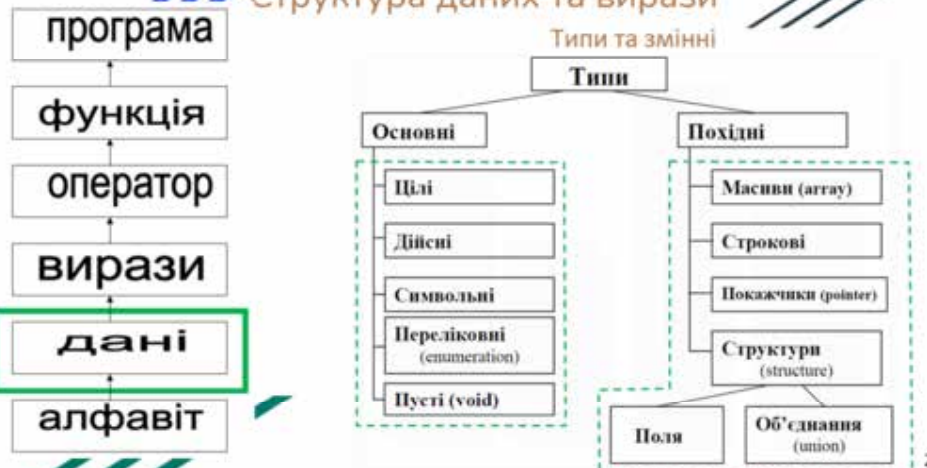 Структура даних та вирази
Типи та змінні
програма
функція
оператор
вирази
дані
алфавіт
Типи
Основні
Цілі
Дійсні
Символьні
Переліковні
(enumeration)
Пусті (void)
Похідні
Масиви (array)
Строкові
Покажчики (pointer)
Структури
(structure)
Поля
Об'єднання
(union)